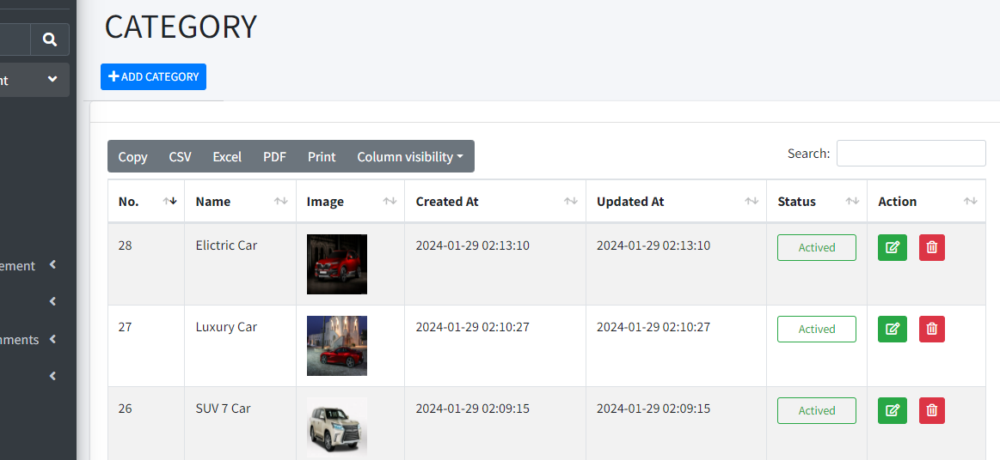 CATEGORY
nt
ADD CATEGORY
Copy CSV Excel PDF Print Column visibility
Search:
No. Name Image Created At Updated At Status Action
28 Elictric Car 2024-01-29 02:13:10 2024-01-29 02:13:10 Actived
ement
27 Luxury Car 2024-01-29 02:10:27 2024-01-29 02:10:27 Actived
nments
26 SUV 7 Car 2024-01-29 02:09:15 2024-01-29 02:09:15 Actived